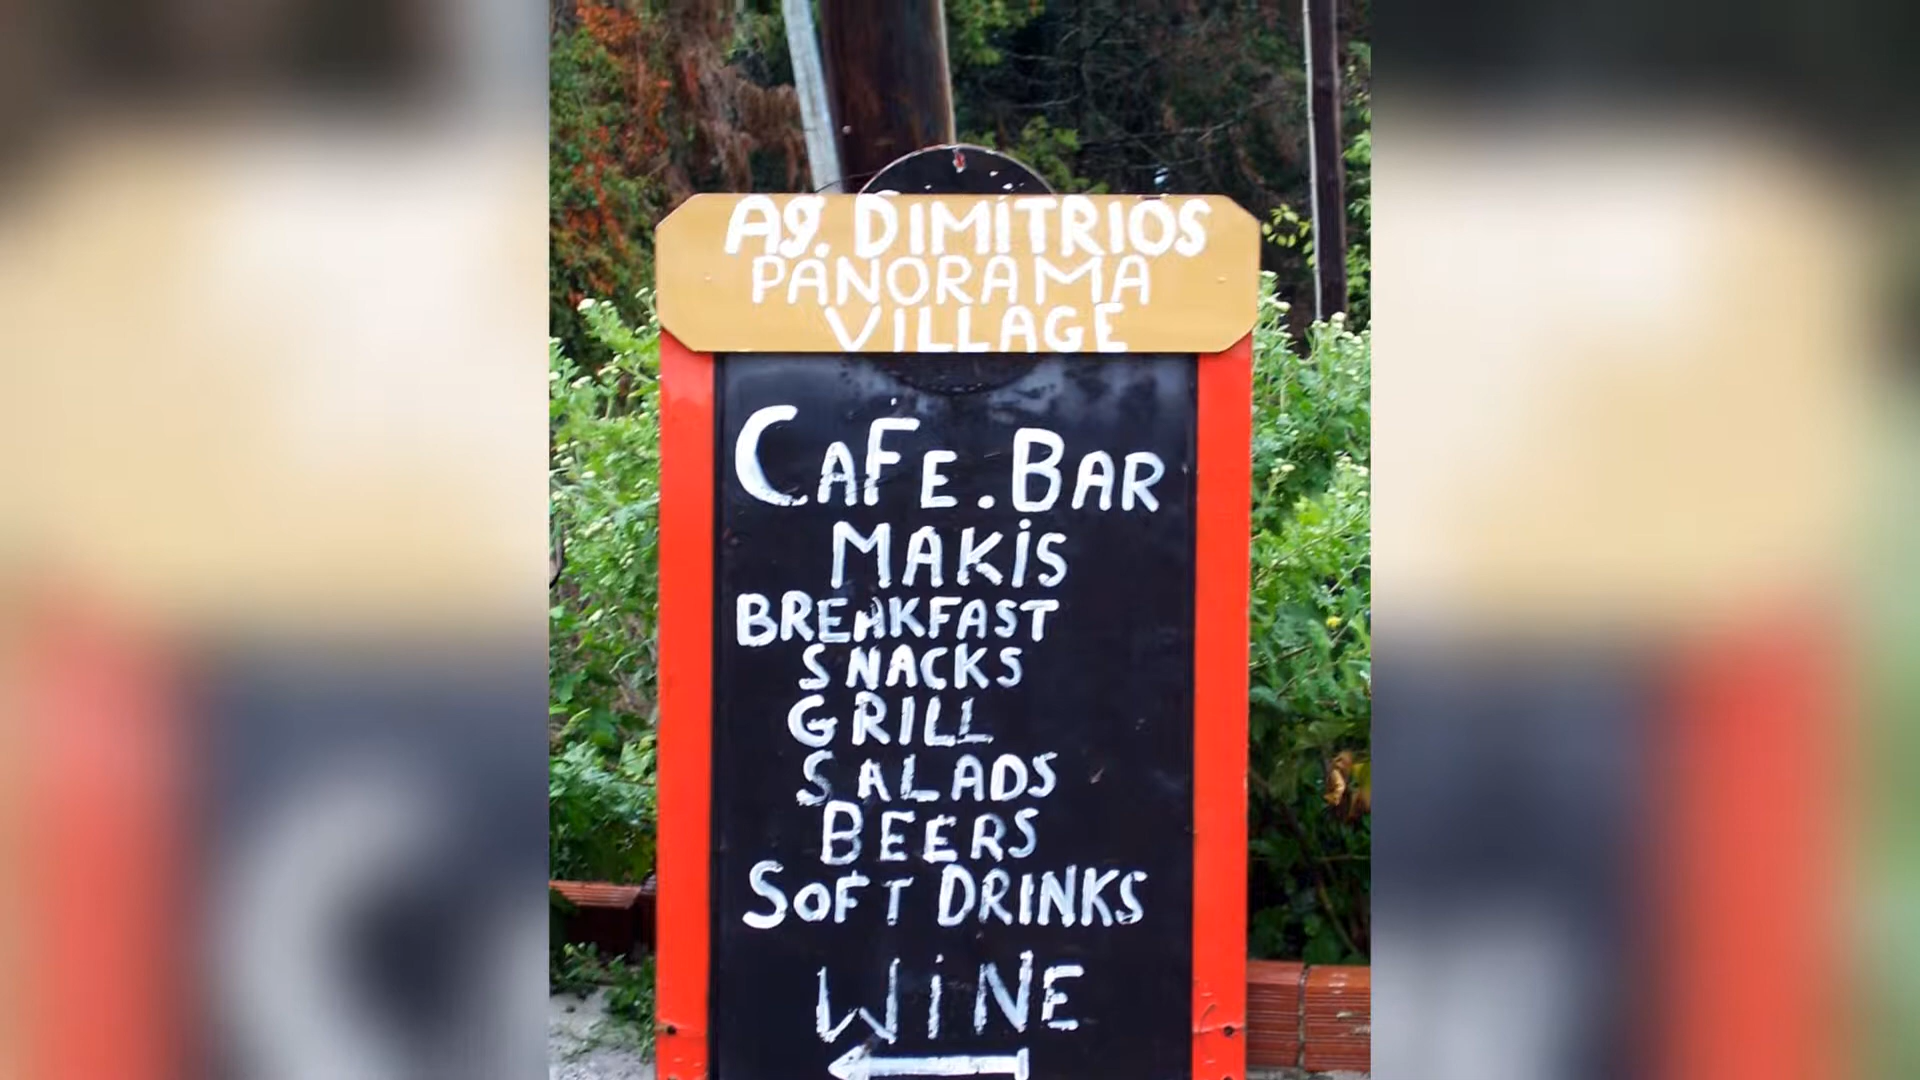 Ag. DIMITRIOS
PANORAMA
VILLAGE
CAFE.BAR
MAKIS
BREAKFAST
SNACKS
GRILL
SALADS
BEERS
SOFT DRINKS
WINE